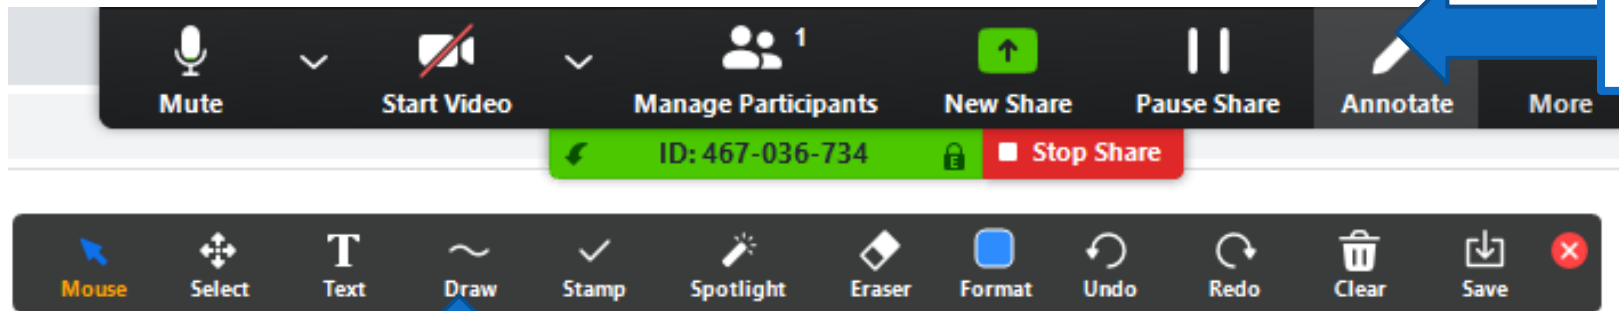 1
Mute Start Video Manage Participants New Share Pause Share Annotate More
ID: 467-036-734 E Stop Share
T
Mouse Select Text Draw Stamp Spotlight Eraser Format Undo Redo Clear Save